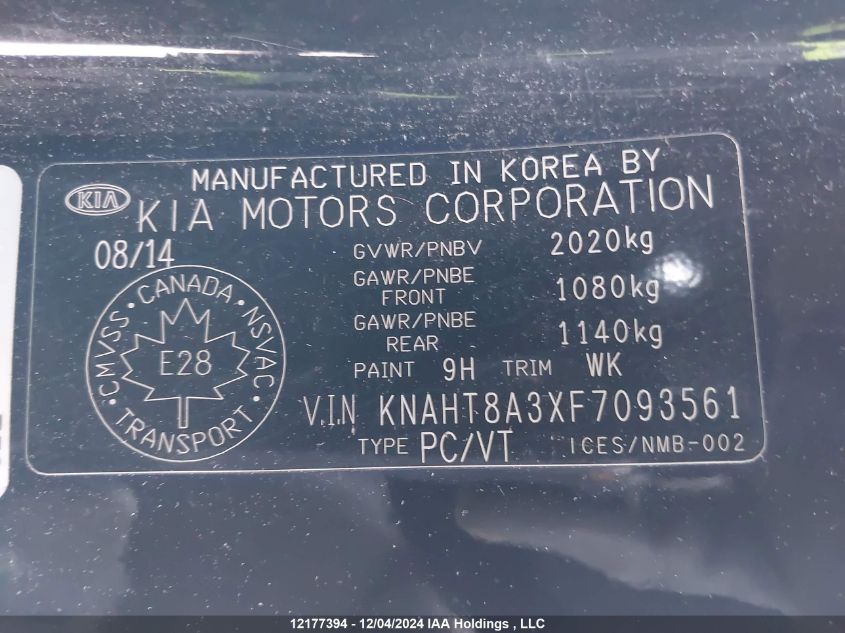 MANUFACTURED IN KOREA BY
KIA KIA MOTORS CORPORATION
08/14 GVWR/PNBV 2020kg
GAWR/PNBE
FRONT 1080kg
GAWR/PNBE
REAR 1140kg
CMVSS · CANADA · NSVAC · TRANSPORT ·
E28
PAINT 9H TRIM WK
V.I.N KNAHT8A3XF7093561
TYPE PC/VT ICES/NMB-002
12177394 - 12/04/2024 IAA Holdings , LLC